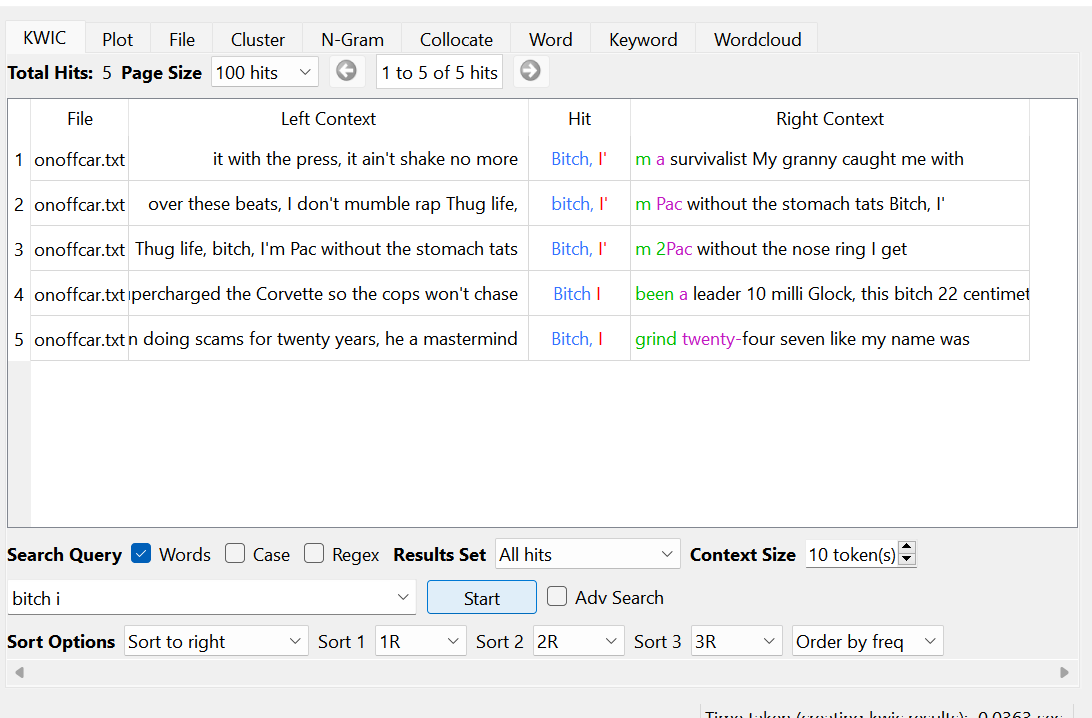 KWIC Plot File Cluster N-Gram Collocate Word Keyword Wordcloud
Total Hits: 5 Page Size 100 hits 1 to 5 of 5 hits
File Left Context Hit Right Context
1 onoffcar.txt it with the press, it ain't shake no more Bitch, I' m a survivalist My granny caught me with
2 onoffcar.txt over these beats, I don't mumble rap Thug life, bitch, I' m Pac without the stomach tats Bitch, I'
3 onoffcar.txt Thug life, bitch, I'm Pac without the stomach tats Bitch, I' m 2Pac without the nose ring I get
4 onoffcar.txt percharged the Corvette so the cops won't chase Bitch I been a leader 10 milli Glock, this bitch 22 centimet
5 onoffcar.txt n doing scams for twenty years, he a mastermind Bitch, I grind twenty-four seven like my name was
Search Query Words Case Regex Results Set All hits Context Size 10 token(s)
bitch i Start Adv Search
Sort Options Sort to right Sort 1 1R Sort 2 2R Sort 3 3R Order by freq
Time taken (creating kwic results): 0.0363 sec